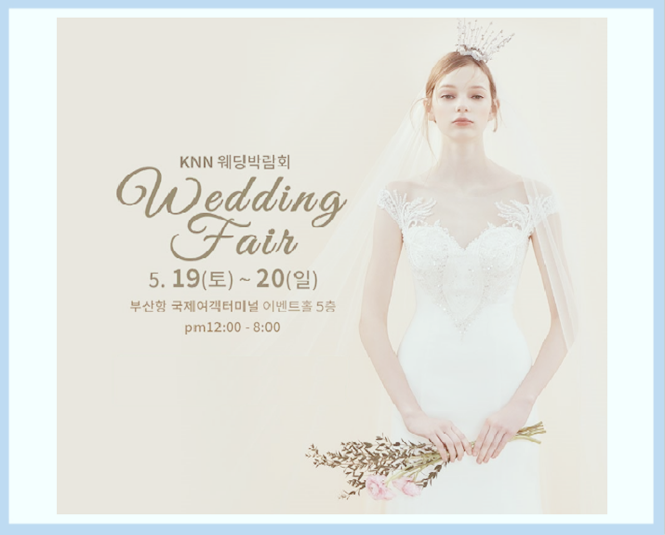 KNN 웨딩박람회
Wedding
Fair
5. 19(토) ~ 20(일)
부산항 국제여객터미널 이벤트홀 5층
pm12:00 - 8:00